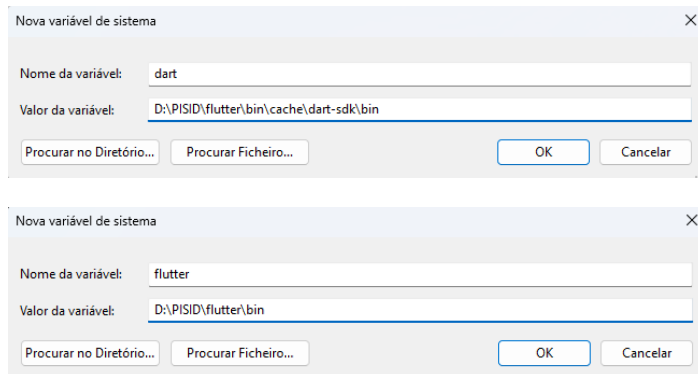 Nova variável de sistema
Nome da variável: dart
Valor da variável: D:\PISID\flutter\bin\cache\dart-sdk\bin
Procurar no Diretório... Procurar Ficheiro... OK Cancelar
Nova variável de sistema
Nome da variável: flutter
Valor da variável: D:\PISID\flutter\bin
Procurar no Diretório... Procurar Ficheiro... OK Cancelar